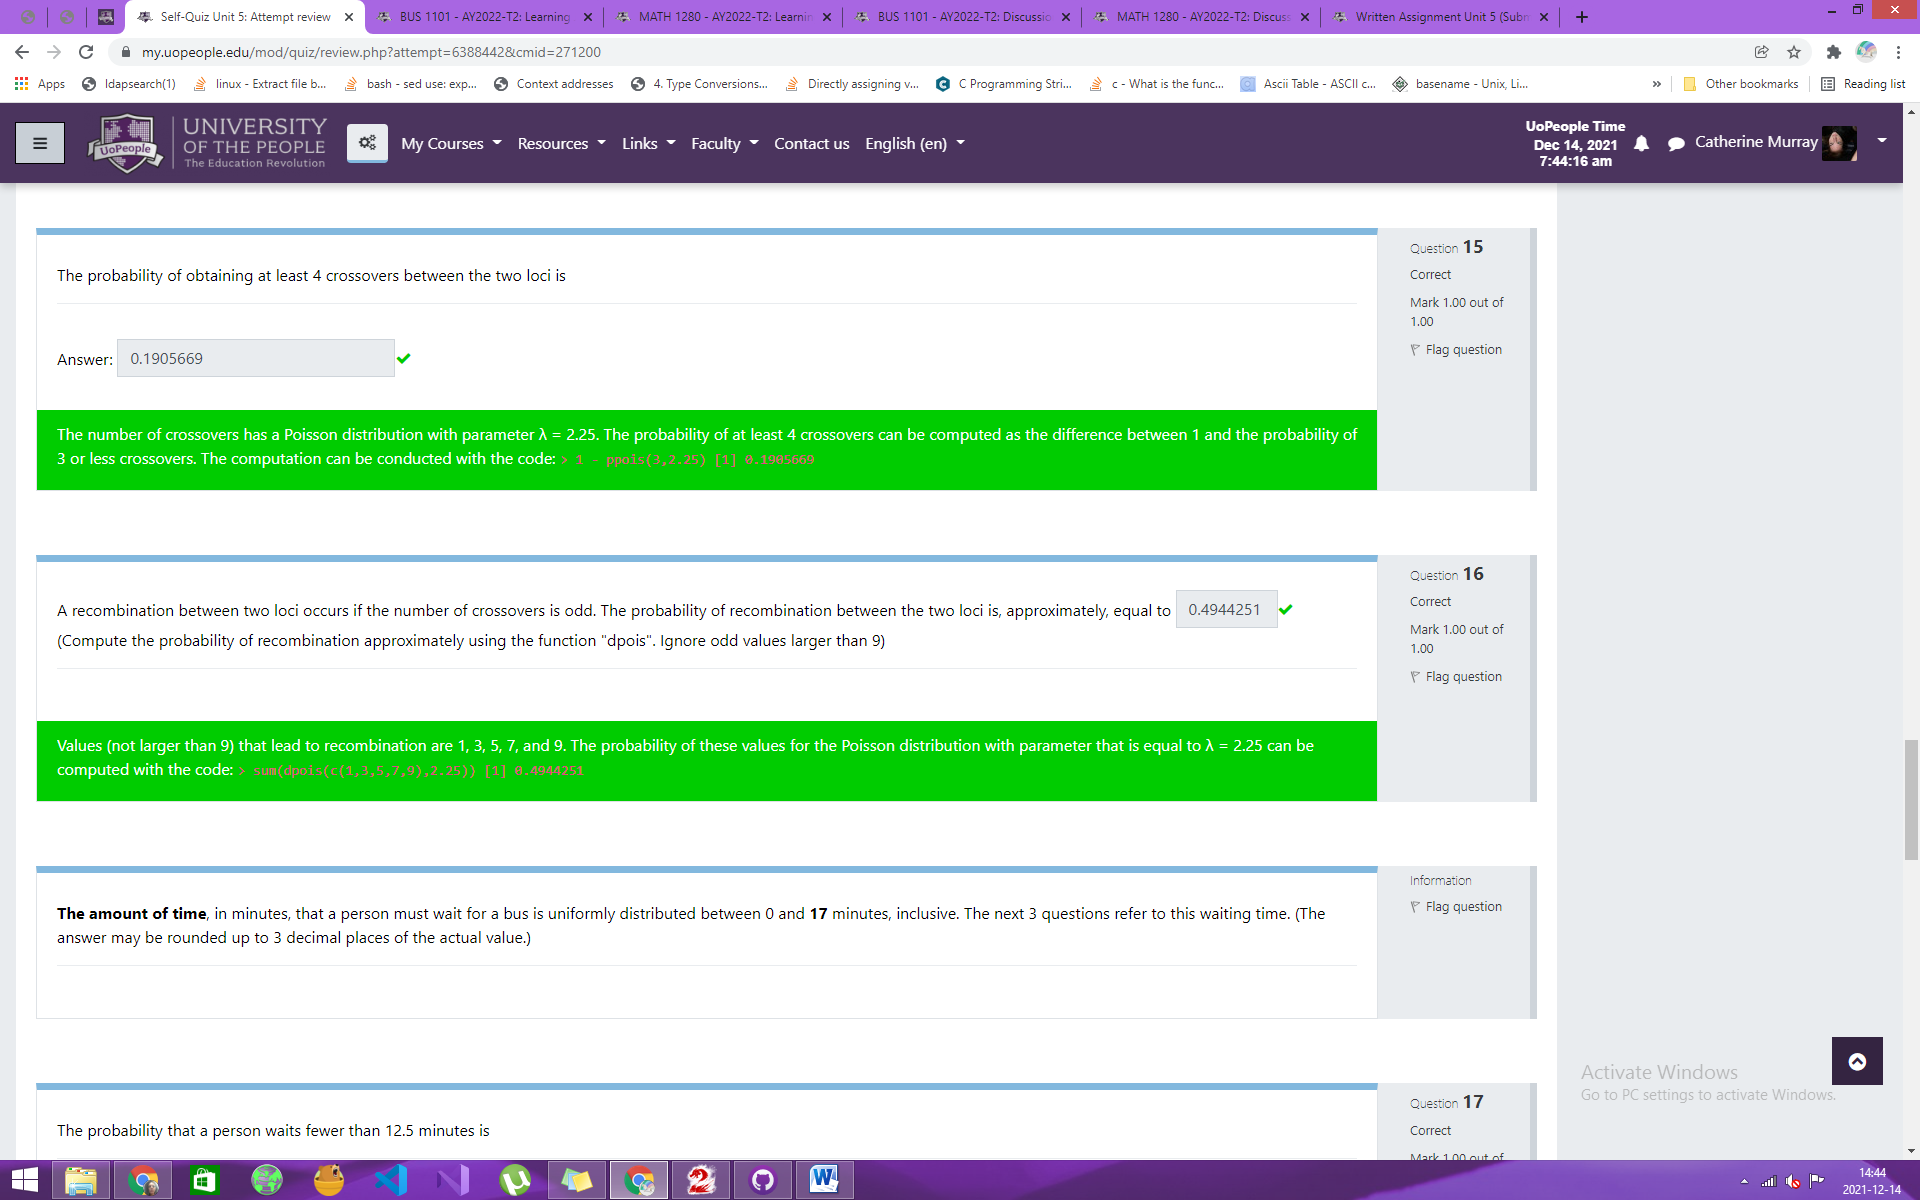 Self-Quiz Unit 5: Attempt review
BUS 1101 - AY2022-T2: Learning
MATH 1280 - AY2022-T2: Learnin
BUS 1101 - AY2022-T2: Discussio
MATH 1280 - AY2022-T2: Discuss
Written Assignment Unit 5 (Subm
my.uopeople.edu/mod/quiz/review.php?attempt=6388442&cmid=271200
Apps
ldapsearch(1)
linux - Extract file b...
bash - sed use: exp...
Context addresses
4. Type Conversions...
Directly assigning v...
C Programming Stri...
c - What is the func...
Ascii Table - ASCII c...
basename - Unix, Li...
»
Other bookmarks
Reading list
UoPeople
UNIVERSITY
OF THE PEOPLE
The Education Revolution
My Courses
Resources
Links
Faculty
Contact us
English (en)
UoPeople Time
Dec 14, 2021
7:44:16 am
Catherine Murray
The probability of obtaining at least 4 crossovers between the two loci is
Answer: 0.1905669
The number of crossovers has a Poisson distribution with parameter λ = 2.25. The probability of at least 4 crossovers can be computed as the difference between 1 and the probability of
3 or less crossovers. The computation can be conducted with the code: > 1 - ppois(3,2.25) [1] 0.1905669
Question 15
Correct
Mark 1.00 out of
1.00
Flag question
A recombination between two loci occurs if the number of crossovers is odd. The probability of recombination between the two loci is, approximately, equal to 0.4944251
(Compute the probability of recombination approximately using the function "dpois". Ignore odd values larger than 9)
Values (not larger than 9) that lead to recombination are 1, 3, 5, 7, and 9. The probability of these values for the Poisson distribution with parameter that is equal to λ = 2.25 can be
computed with the code: > sum(dpois(c(1,3,5,7,9),2.25)) [1] 0.4944251
Question 16
Correct
Mark 1.00 out of
1.00
Flag question
The amount of time, in minutes, that a person must wait for a bus is uniformly distributed between 0 and 17 minutes, inclusive. The next 3 questions refer to this waiting time. (The
answer may be rounded up to 3 decimal places of the actual value.)
Information
Flag question
The probability that a person waits fewer than 12.5 minutes is
Question 17
Correct
Mark 1.00 out of
Activate Windows
Go to PC settings to activate Windows.
14:44
2021-12-14